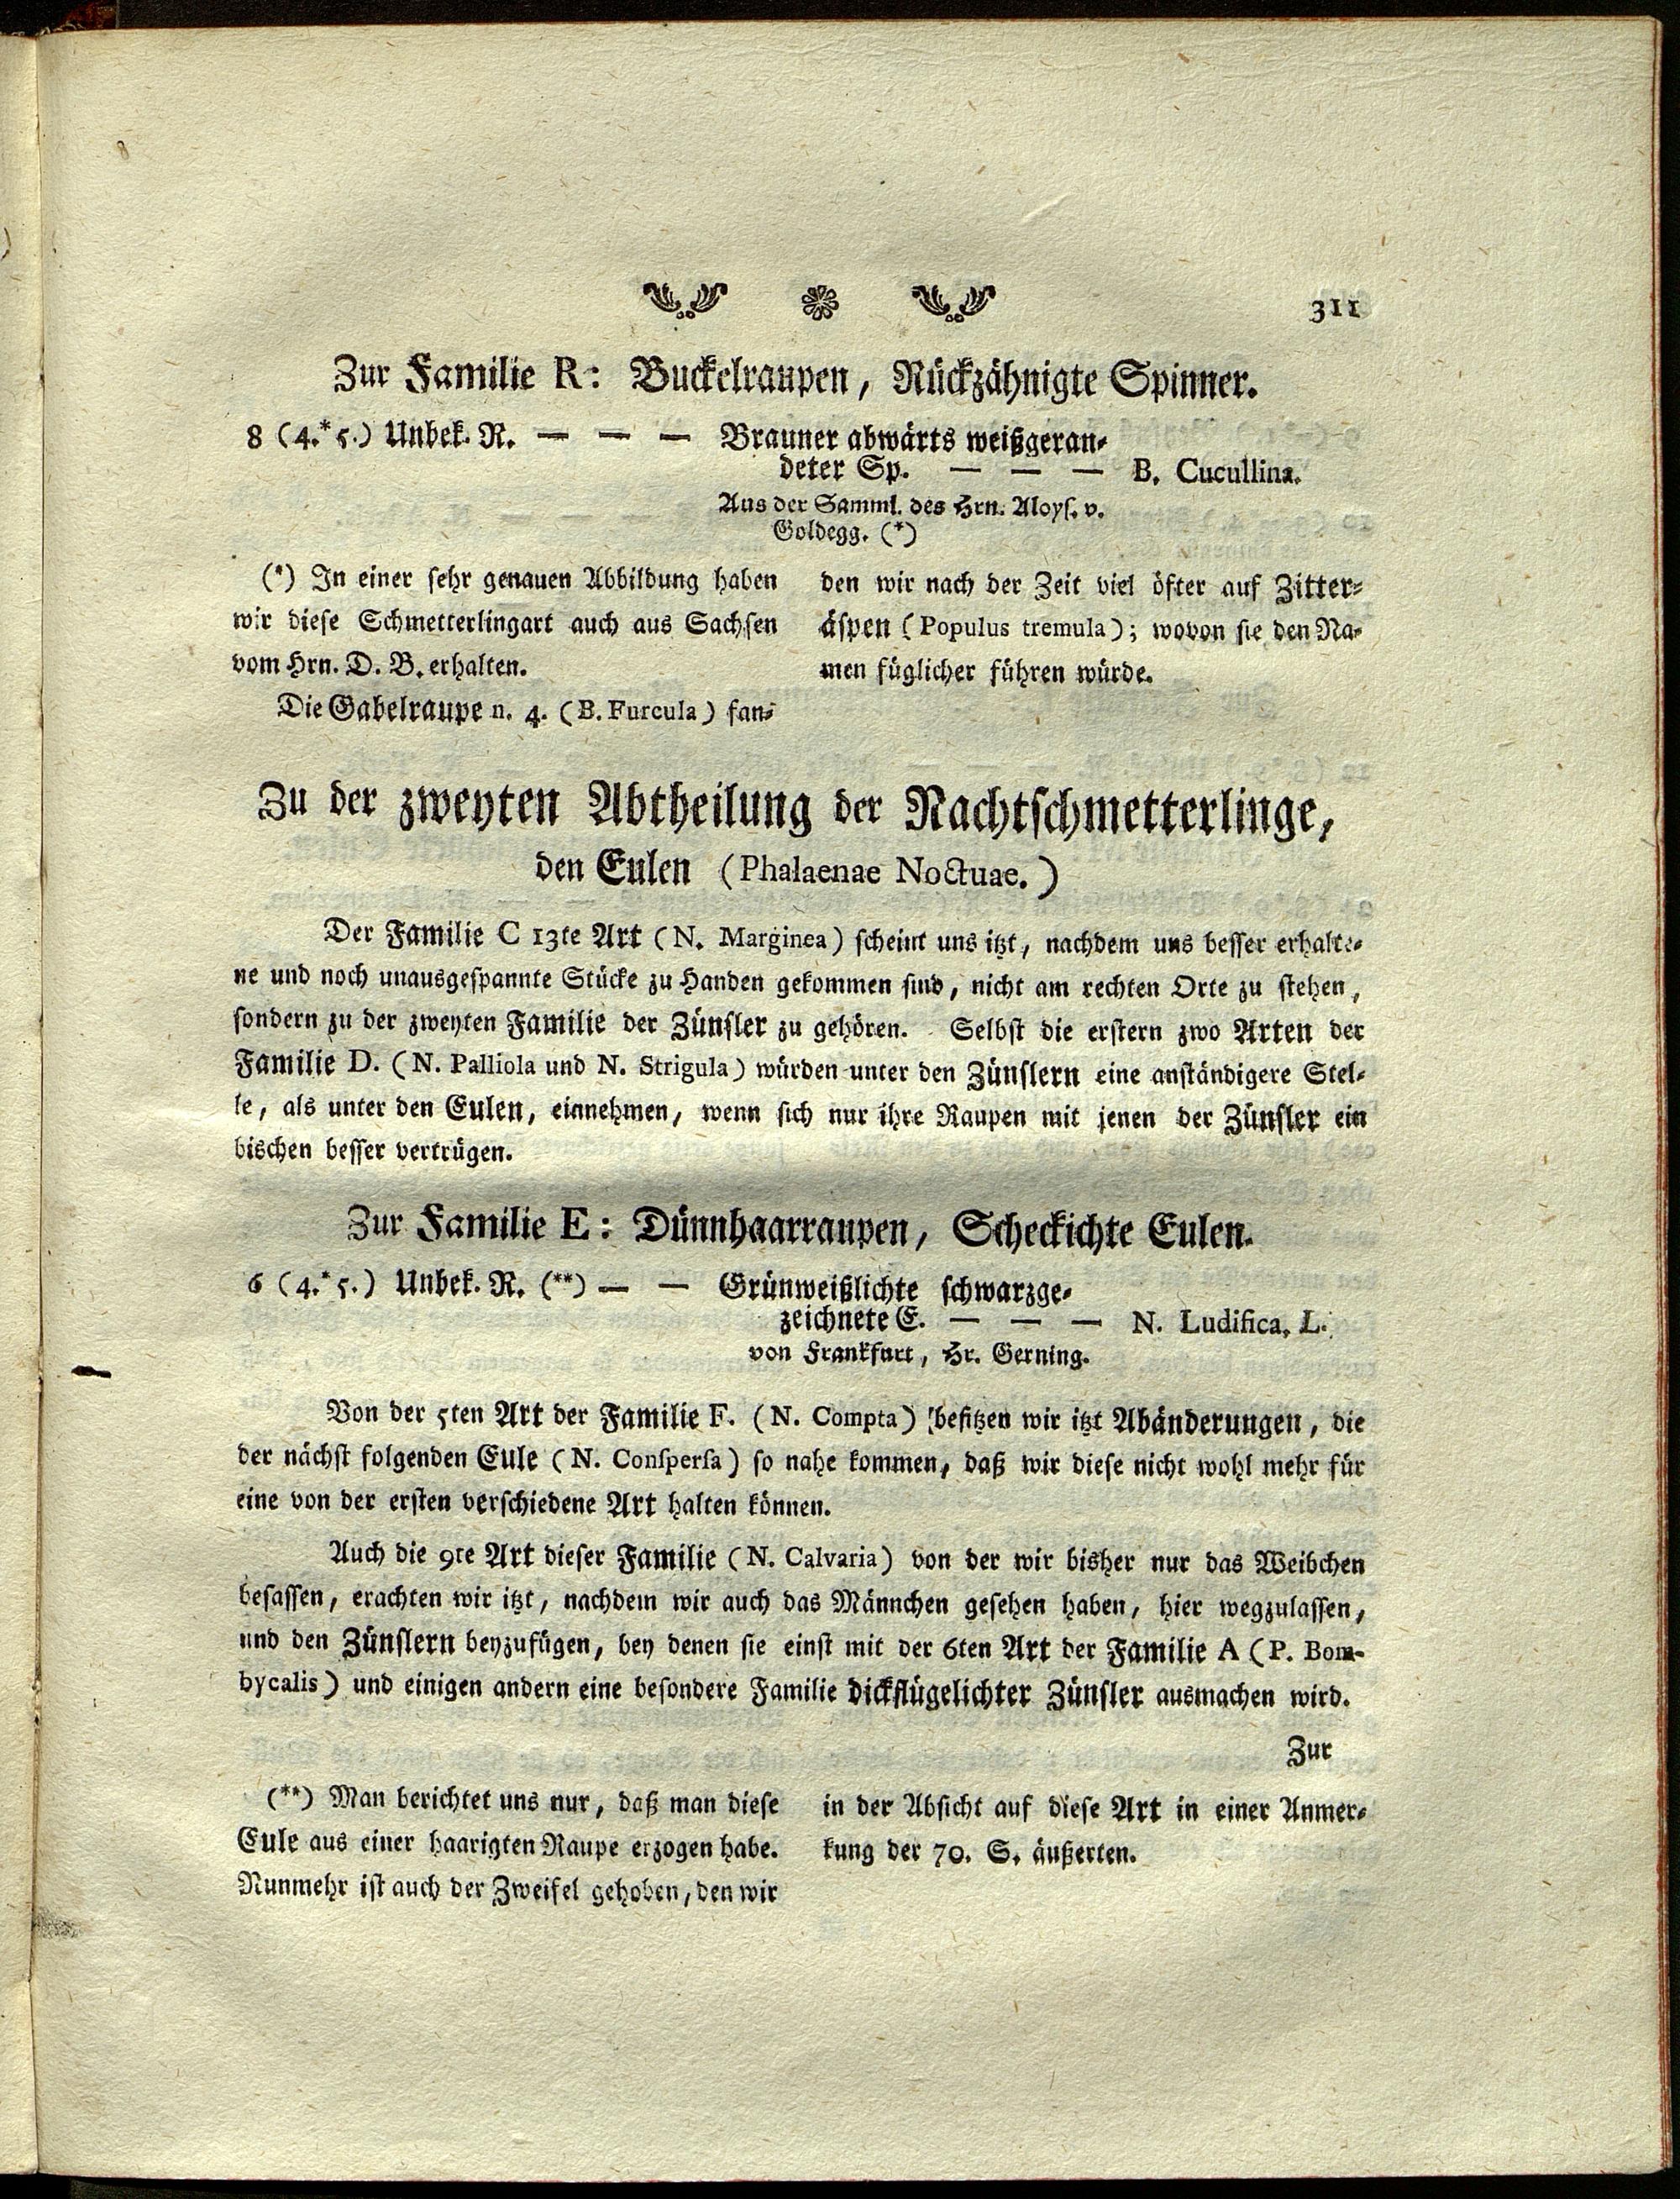 311
Zur Familie R: Buckelraupen, Rückzähnigte Spinner.
8 (4.*5.) Unbek. R. — — — Brauner abwärts weißgeran-
deter Sp. — — — B. Cucullina.
Aus der Samml. des Hrn. Aloyſ. v.
Goldegg. (*)
(*) In einer ſehr genauen Abbildung haben
wir dieſe Schmetterlingart auch aus Sachſen
vom Hrn. D. B. erhalten.
Die Gabelraupe n. 4. (B. Furcula) fan-
den wir nach der Zeit viel öfter auf Zitter-
äſpen (Populus tremula); wovon ſie den Na-
men füglicher führen würde.
Zu der zweyten Abtheilung der Nachtſchmetterlinge,
den Eulen (Phalaenae Noctuae.)
Der Familie C 13te Art (N. Marginea) ſcheint uns itzt, nachdem uns beſſer erhalte-
ne und noch unausgeſpannte Stücke zu Handen gekommen ſind, nicht am rechten Orte zu ſtehen,
ſondern zu der zweyten Familie der Zünſler zu gehören. Selbſt die erſtern zwo Arten der
Familie D. (N. Palliola und N. Strigula) würden unter den Zünſlern eine anſtändigere Stel-
le, als unter den Eulen, einnehmen, wenn ſich nur ihre Raupen mit jenen der Zünſler ein
bischen beſſer vertrügen.
Zur Familie E: Dünnhaarraupen, Scheckichte Eulen.
6 (4.*5.) Unbek. R. (**) — — Grünweißlichte ſchwarzge-
zeichnete E. — — — N. Ludifica, L.
von Frankfurt, Hr. Gerning.
Von der 5ten Art der Familie F. (N. Compta) beſitzen wir itzt Abänderungen, die
der nächſt folgenden Eule (N. Conſperſa) ſo nahe kommen, daß wir dieſe nicht wohl mehr für
eine von der erſten verſchiedene Art halten können.
Auch die 9te Art dieſer Familie (N. Calvaria) von der wir bisher nur das Weibchen
beſaſſen, erachten wir itzt, nachdem wir auch das Männchen geſehen haben, hier wegzulaſſen,
und den Zünſlern beyzufügen, bey denen ſie einſt mit der 6ten Art der Familie A (P. Bom-
bycalis) und einigen andern eine beſondere Familie dickflügelichter Zünſler ausmachen wird.
Zur
(**) Man berichtet uns nur, daß man dieſe
Eule aus einer haarigten Raupe erzogen habe.
Nunmehr iſt auch der Zweifel gehoben, den wir
in der Abſicht auf dieſe Art in einer Anmer-
kung der 70. S. äußerten.